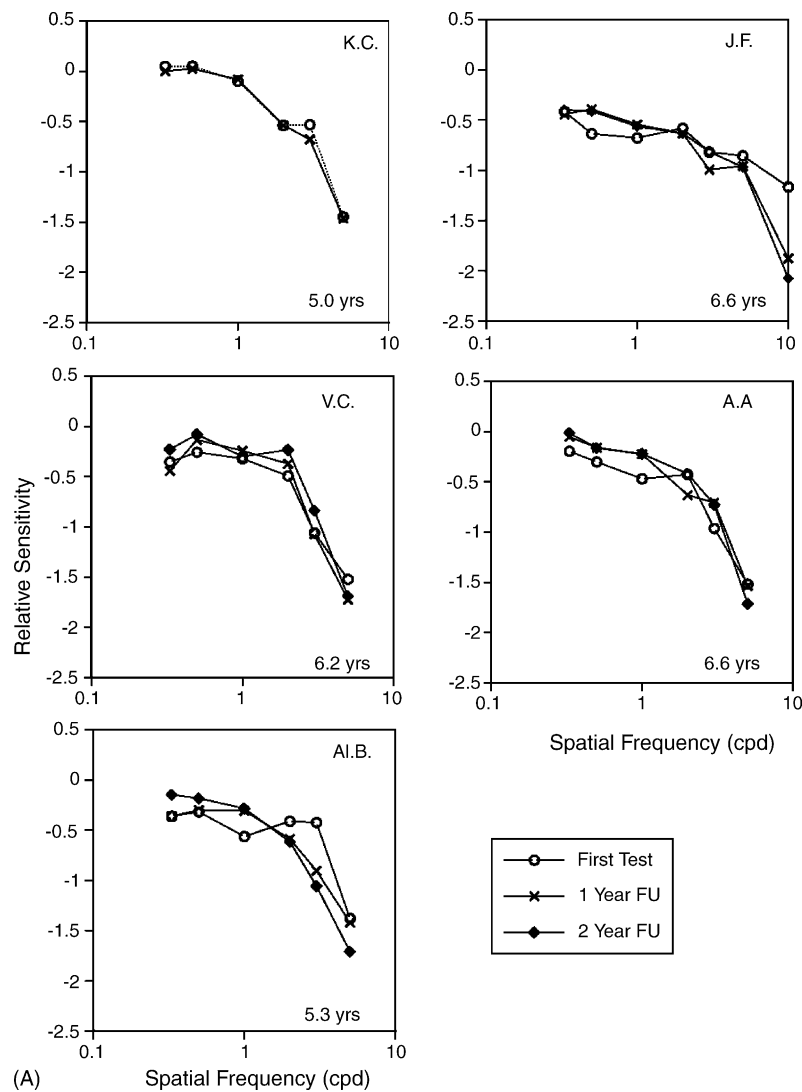 0.5
K.C.
0
-0.5
-1
-1.5
-2
5.0 yrs
-2.5
0.1
1
10
0.5
J.F.
0
-0.5
-1
-1.5
-2
6.6 yrs
-2.5
0.1
1
10
0.5
V.C.
0
-0.5
-1
-1.5
-2
6.2 yrs
-2.5
0.1
1
10
Relative Sensitivity
0.5
A.A
0
-0.5
-1
-1.5
-2
6.6 yrs
-2.5
0.1
1
10
Spatial Frequency (cpd)
0.5
Al.B.
0
-0.5
-1
-1.5
-2
5.3 yrs
-2.5
0.1
1
10
First Test
1 Year FU
2 Year FU
(A)
Spatial Frequency (cpd)